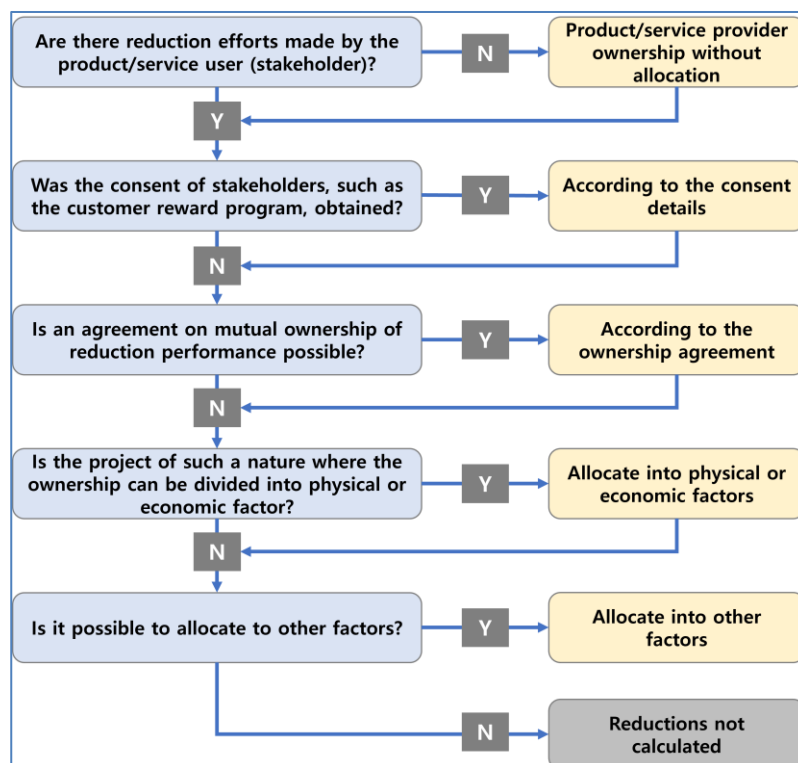 Are there reduction efforts made by the
product/service user (stakeholder)?
N
Product/service provider
ownership without
allocation
Y
Was the consent of stakeholders, such as
the customer reward program, obtained?
Y
According to the consent
details
N
Is an agreement on mutual ownership of
reduction performance possible?
Y
According to the
ownership agreement
N
Is the project of such a nature where the
ownership can be divided into physical or
economic factor?
Y
Allocate into physical or
economic factors
N
Is it possible to allocate to other factors?
Y
Allocate into other
factors
N
Reductions not
calculated